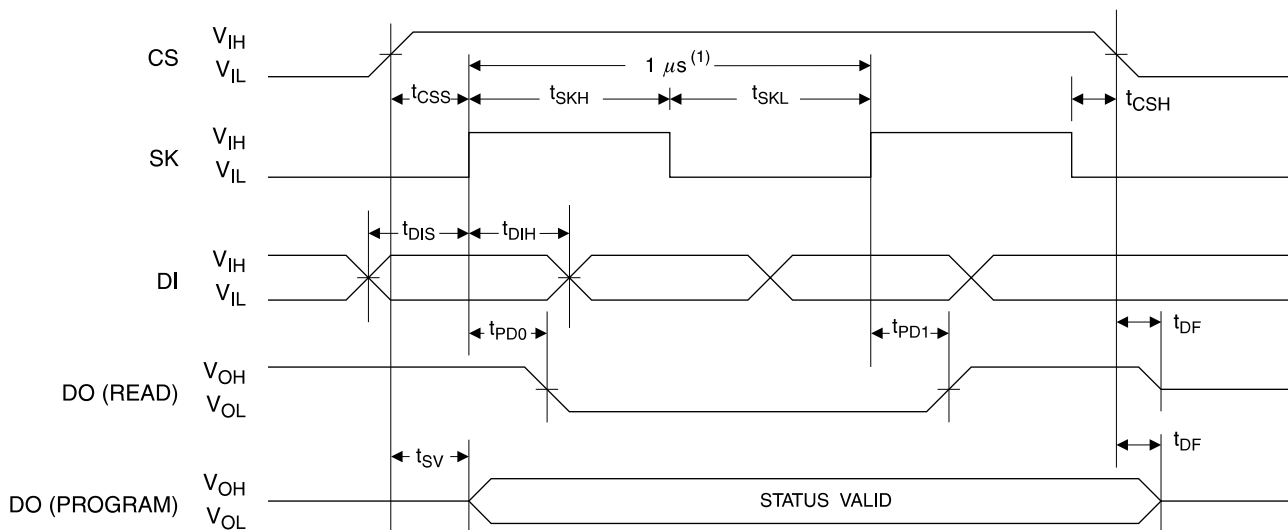 CS
V_IH
V_IL
1 μs (1)
t_CSS
t_SKH
t_SKL
t_CSH
SK
V_IH
V_IL
t_DIS
t_DIH
DI
V_IH
V_IL
t_PD0
t_PD1
t_DF
DO (READ)
V_OH
V_OL
t_SV
t_DF
DO (PROGRAM)
V_OH
V_OL
STATUS VALID